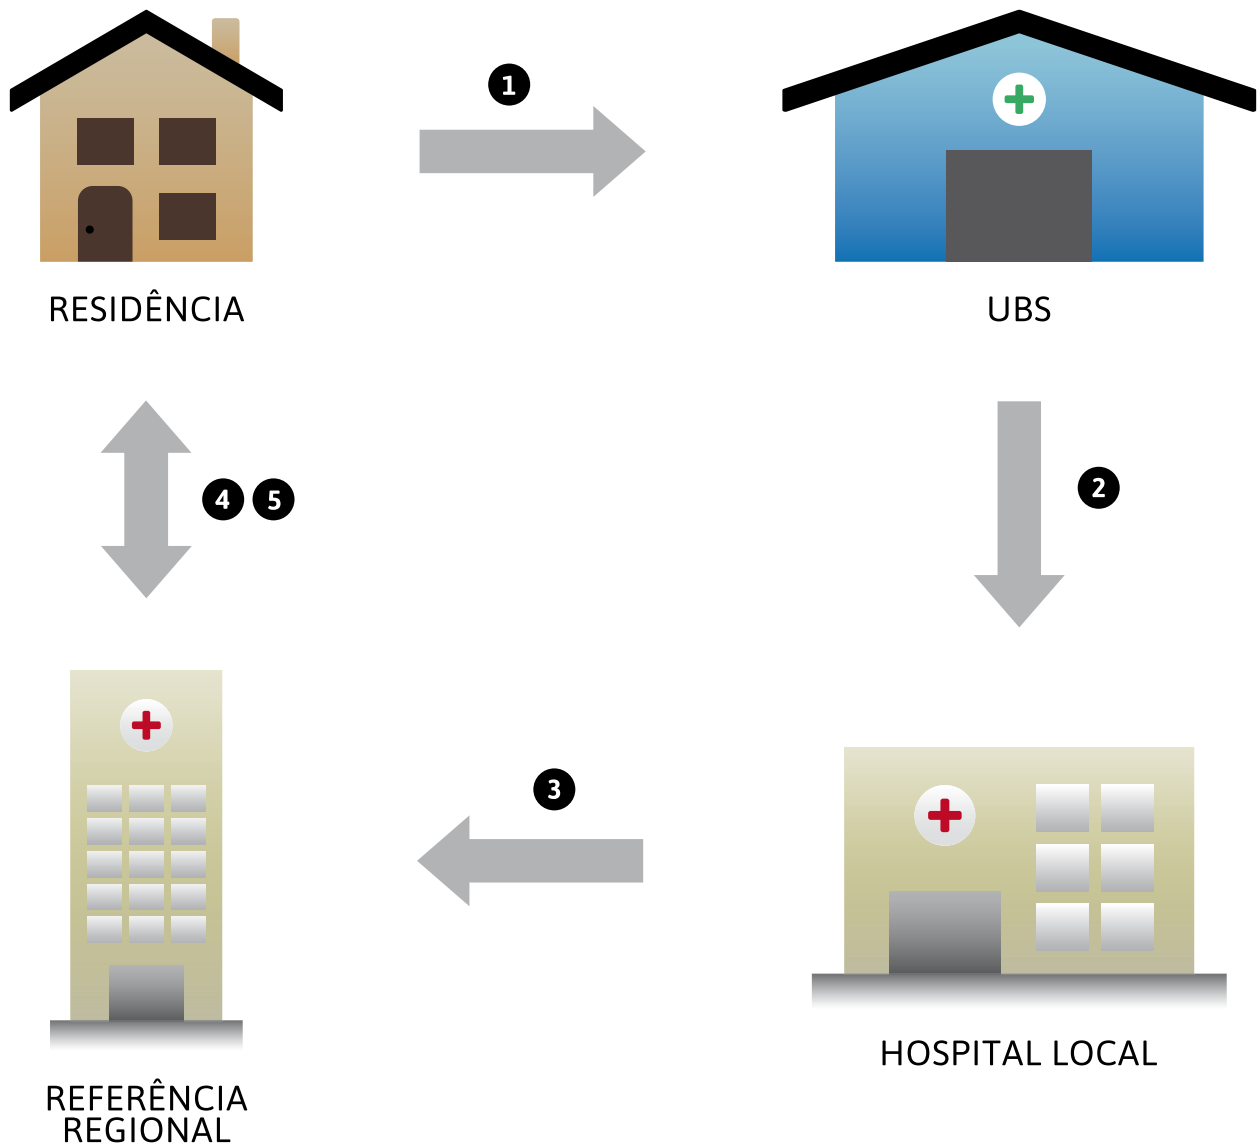 1
RESIDÊNCIA
UBS
4 5
2
3
HOSPITAL LOCAL
REFERÊNCIA
REGIONAL